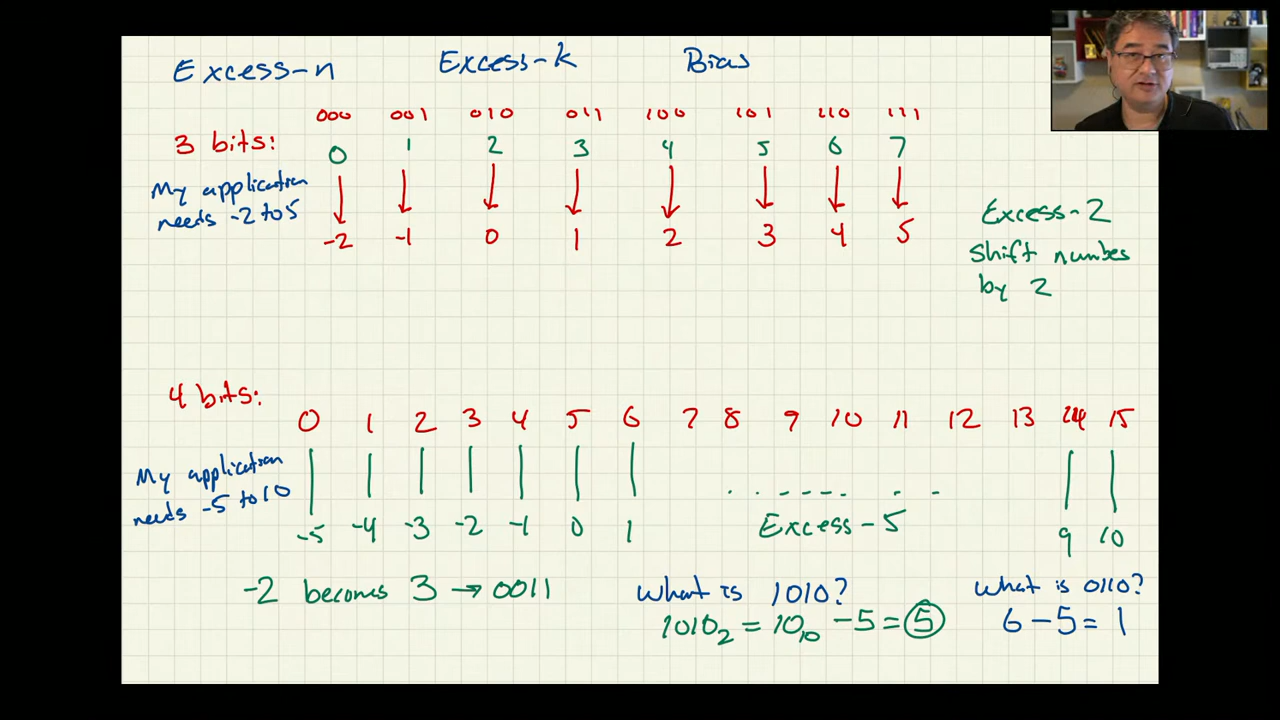 Excess-n Excess-k Bias
000 001 010 011 100 101 110 111
3 bits: 0 1 2 3 4 5 6 7
My application
needs -2 to 5
-2 -1 0 1 2 3 4 5
Excess-2
Shift number
by 2
4 bits:
0 1 2 3 4 5 6 7 8 9 10 11 12 13 14 15
My application
needs -5 to 10
-5 -4 -3 -2 -1 0 1 Excess-5 9 10
-2 becomes 3 → 0011
What is 1010?
1010₂ = 10₁₀ - 5 = 5
What is 0110?
6 - 5 = 1